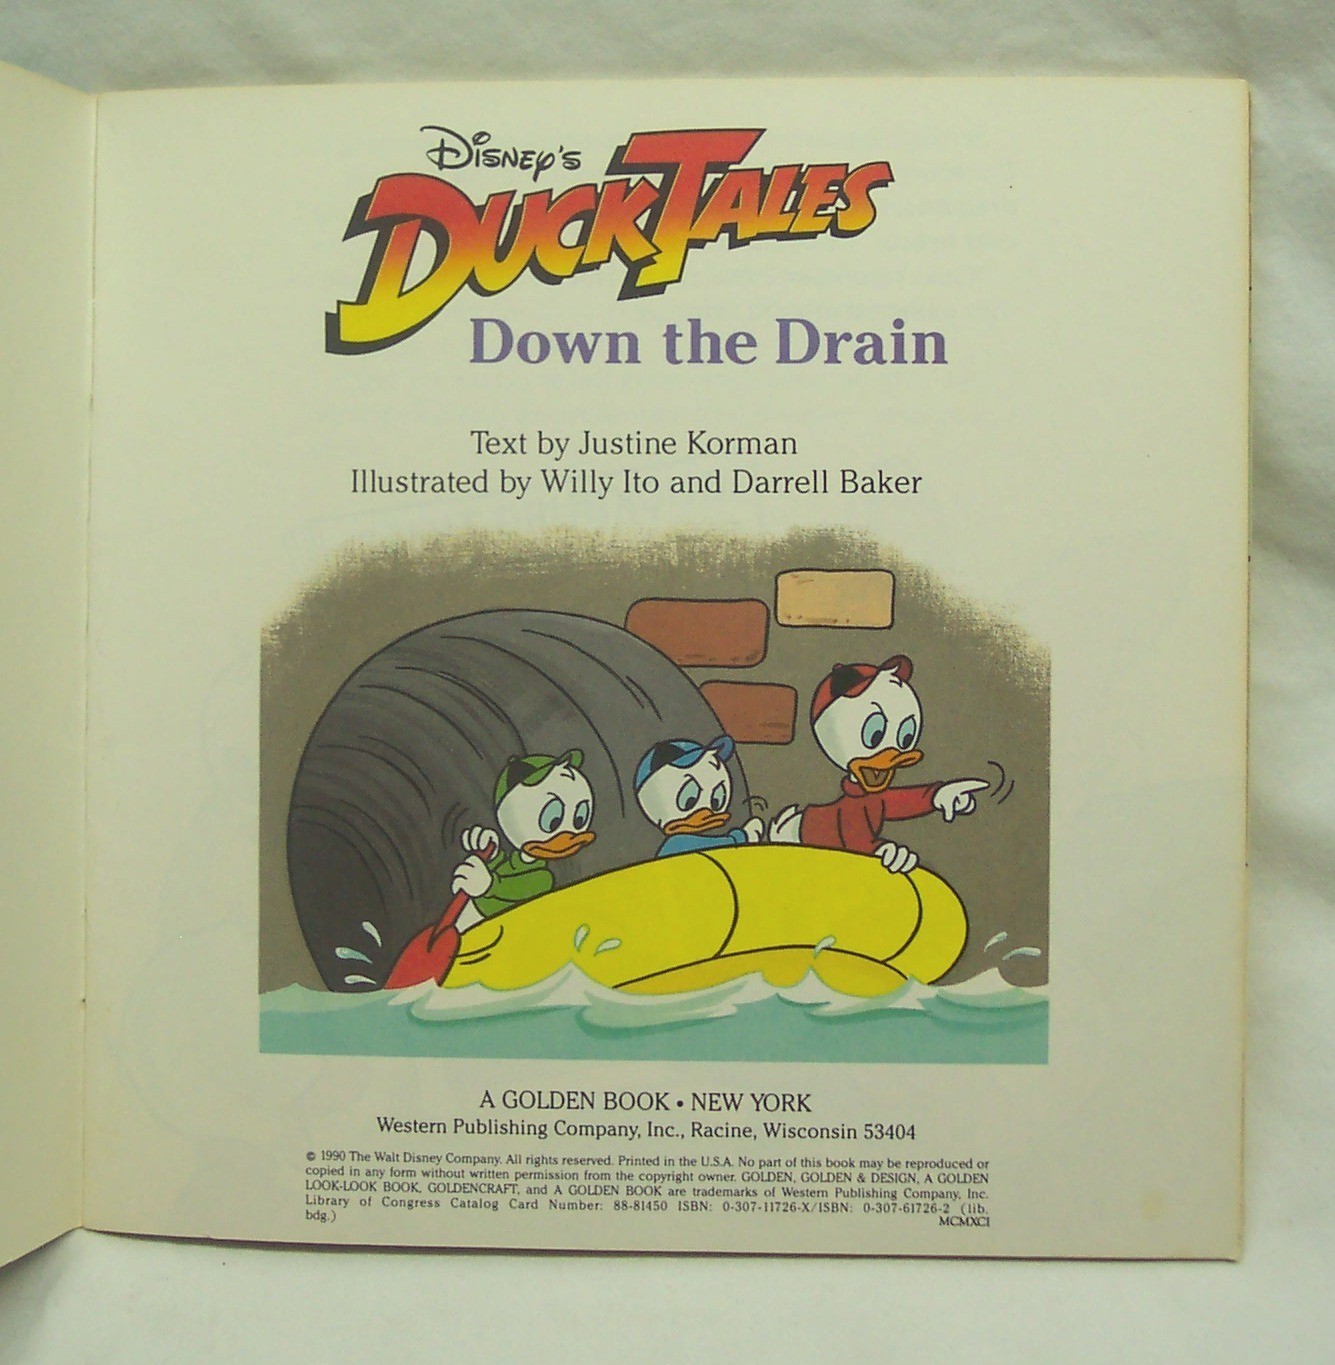 Disney's
DuckTales
Down the Drain
Text by Justine Korman
Illustrated by Willy Ito and Darrell Baker
A GOLDEN BOOK • NEW YORK
Western Publishing Company, Inc., Racine, Wisconsin 53404
© 1990 The Walt Disney Company. All rights reserved. Printed in the U.S.A. No part of this book may be reproduced or
copied in any form without written permission from the copyright owner. GOLDEN, GOLDEN & DESIGN, A GOLDEN
LOOK-LOOK BOOK, GOLDENCRAFT, and A GOLDEN BOOK are trademarks of Western Publishing Company, Inc.
Library of Congress Catalog Card Number: 88-81450 ISBN: 0-307-11726-X/ISBN: 0-307-61726-2 (lib.
bdg.) MCMXCI